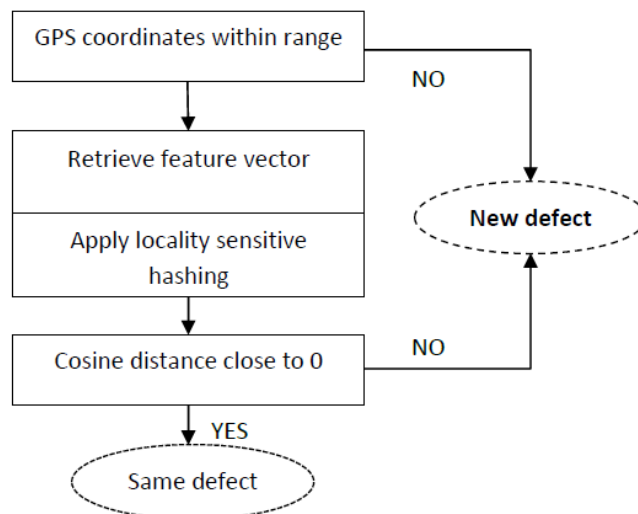 GPS coordinates within range
NO
Retrieve feature vector
New defect
Apply locality sensitive
hashing
Cosine distance close to 0
NO
YES
Same defect